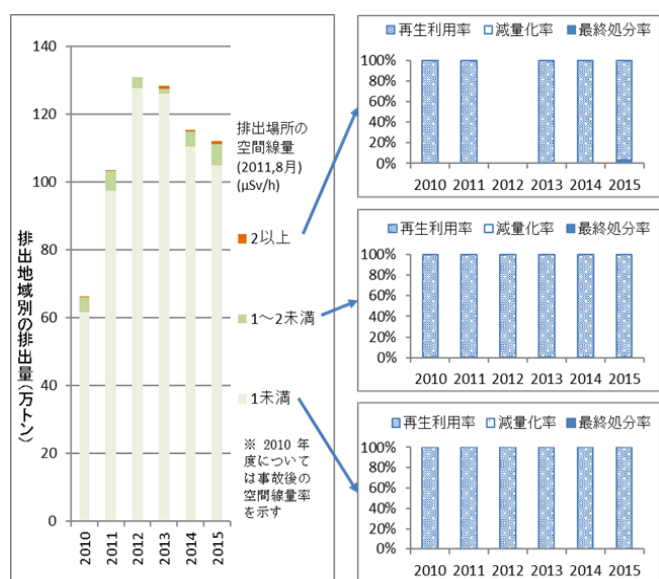 排出地域別の排出量(万トン)
140
120
100
80
60
40
20
0
2010
2011
2012
2013
2014
2015
排出場所の
空間線量
(2011,8月)
(μSv/h)
2以上
1～2未満
1未満
※ 2010 年
度については事故後の
空間線量率
を示す
再生利用率 減量化率 最終処分率
100%
80%
60%
40%
20%
0%
2010 2011 2012 2013 2014 2015
再生利用率 減量化率 最終処分率
100%
80%
60%
40%
20%
0%
2010 2011 2012 2013 2014 2015
再生利用率 減量化率 最終処分率
100%
80%
60%
40%
20%
0%
2010 2011 2012 2013 2014 2015